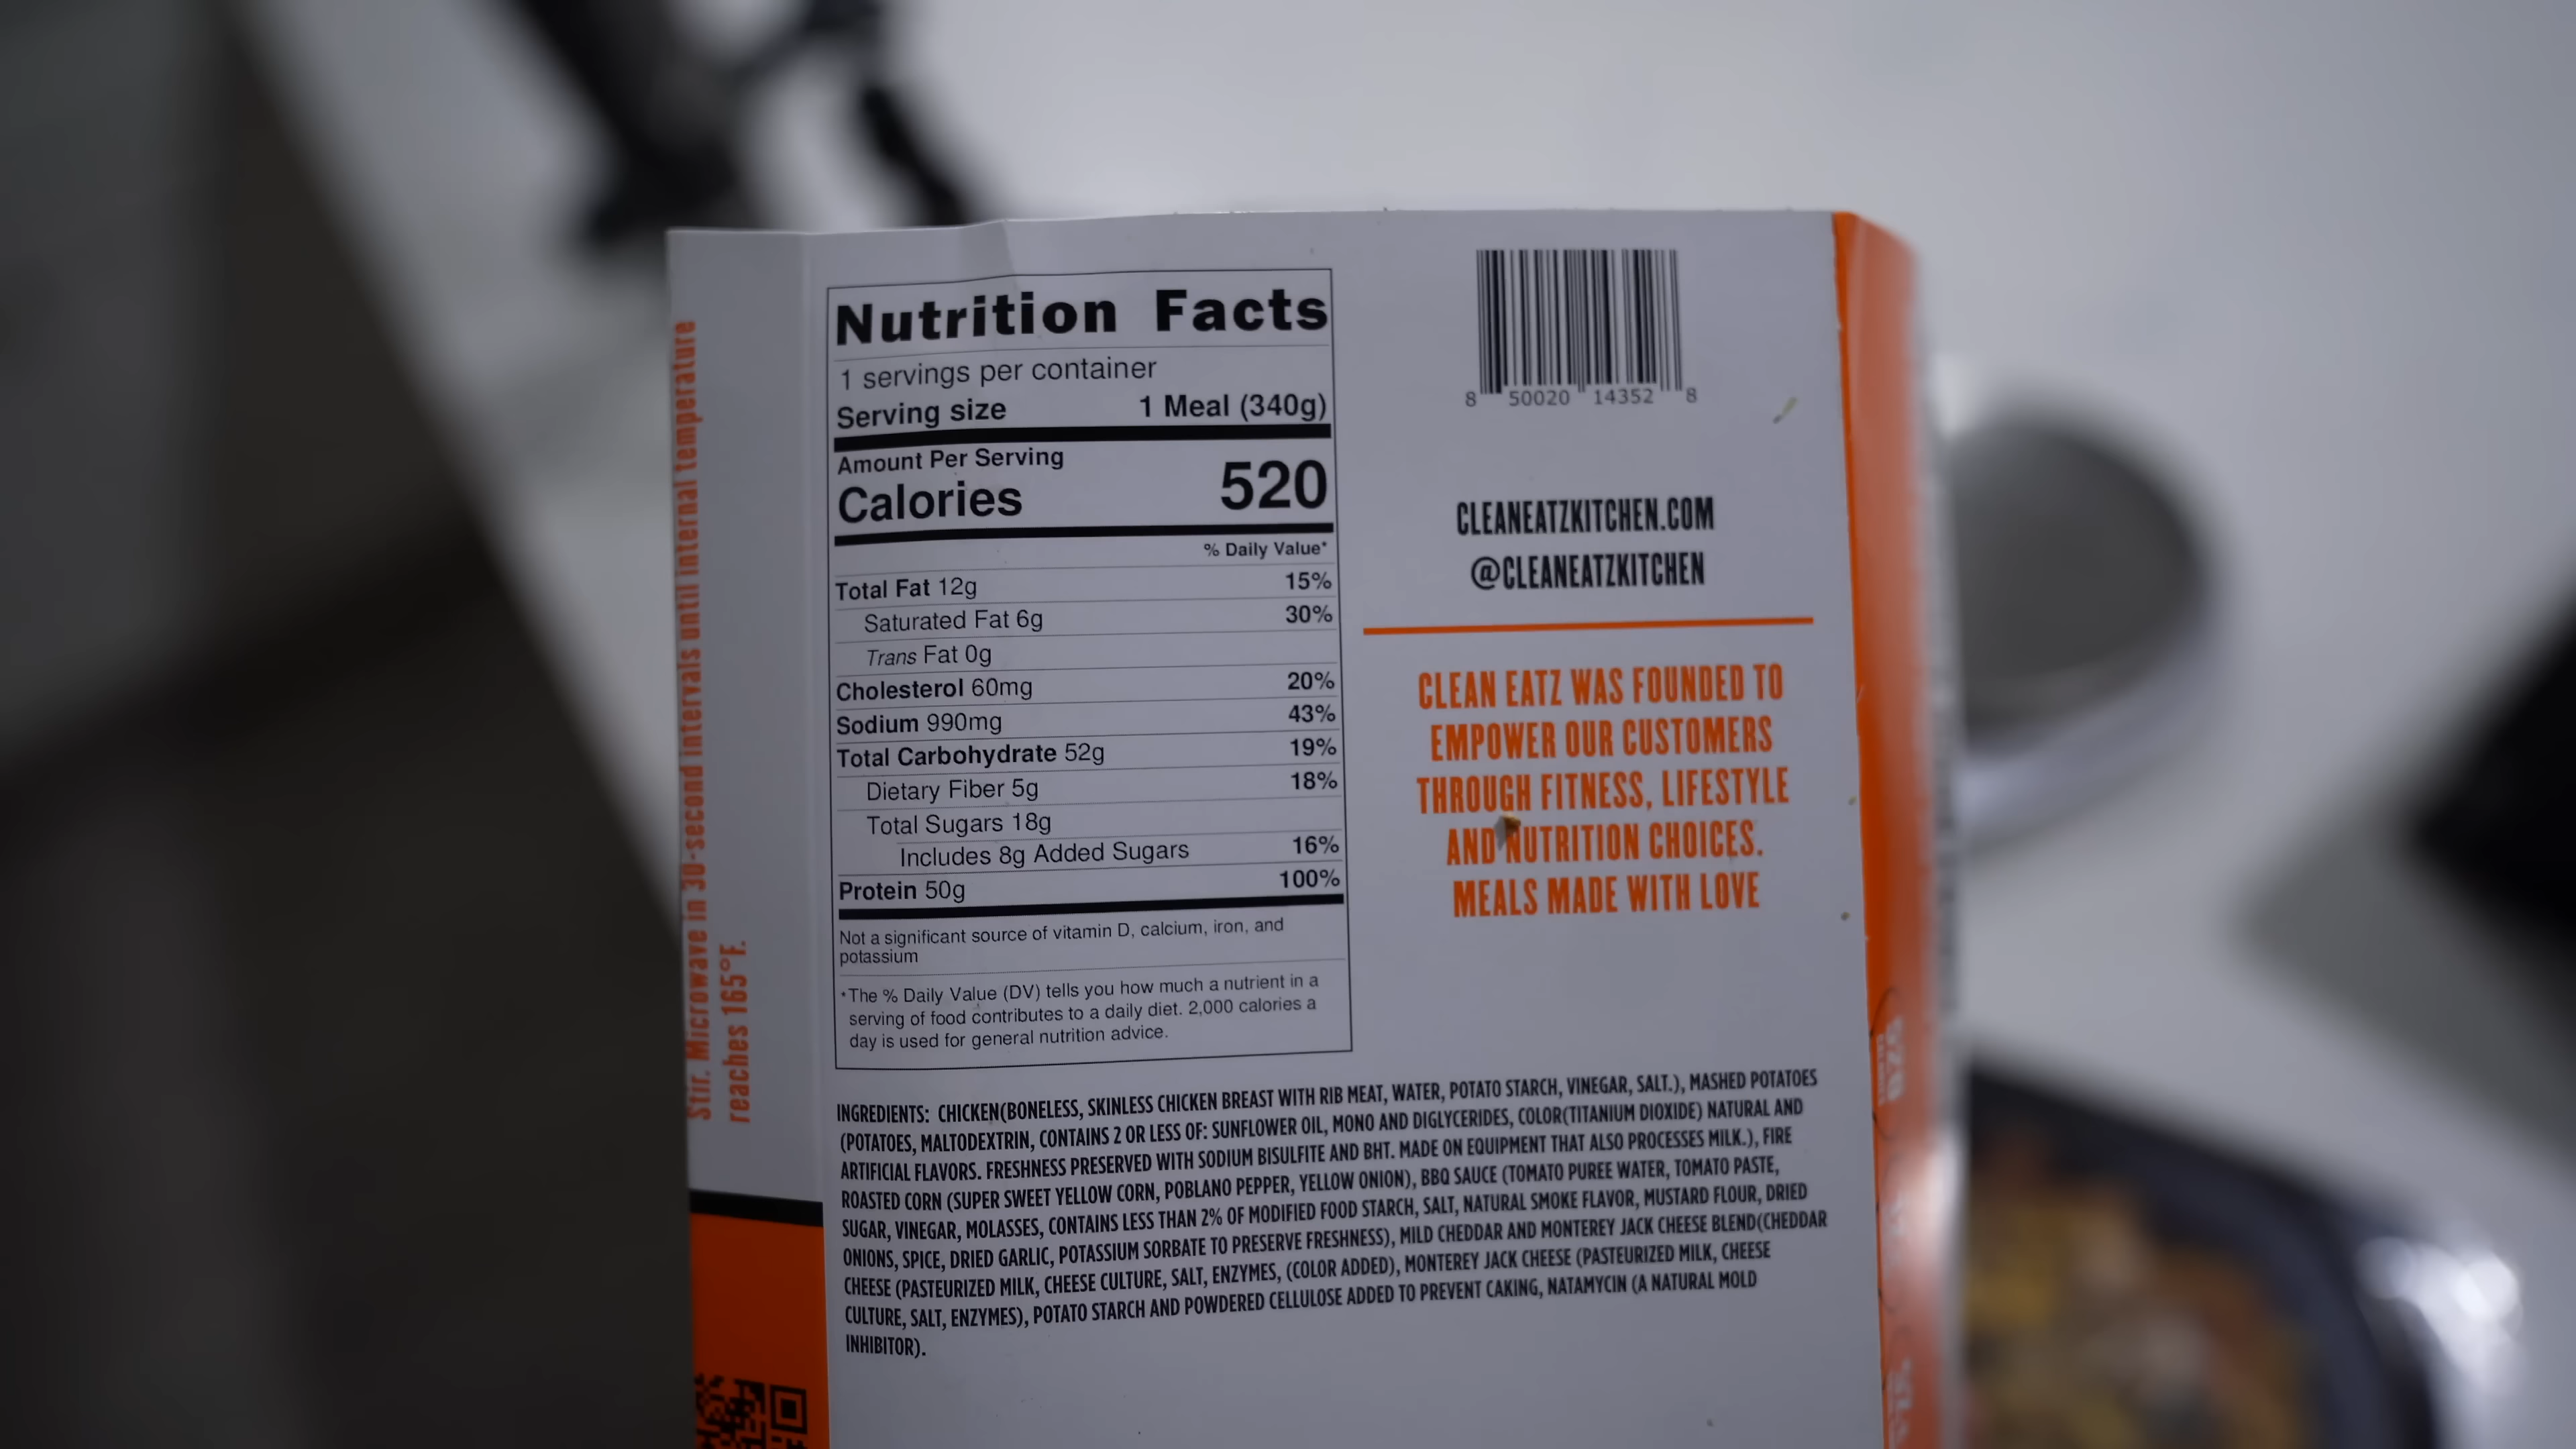 Stir. Microwave in 30-second intervals until internal temperature
reaches 165°F.
Nutrition Facts
1 servings per container
Serving size 1 Meal (340g)
Amount Per Serving
Calories 520
% Daily Value*
Total Fat 12g 15%
Saturated Fat 6g 30%
Trans Fat 0g
Cholesterol 60mg 20%
Sodium 990mg 43%
Total Carbohydrate 52g 19%
Dietary Fiber 5g 18%
Total Sugars 18g
Includes 8g Added Sugars 16%
Protein 50g 100%
Not a significant source of vitamin D, calcium, iron, and
potassium
*The % Daily Value (DV) tells you how much a nutrient in a
serving of food contributes to a daily diet. 2,000 calories a
day is used for general nutrition advice.
8 50020 14352 8
CLEANEATZKITCHEN.COM
@CLEANEATZKITCHEN
CLEAN EATZ WAS FOUNDED TO
EMPOWER OUR CUSTOMERS
THROUGH FITNESS, LIFESTYLE
AND NUTRITION CHOICES.
MEALS MADE WITH LOVE
INGREDIENTS: CHICKEN(BONELESS, SKINLESS CHICKEN BREAST WITH RIB MEAT, WATER, POTATO STARCH, VINEGAR, SALT.), MASHED POTATOES
(POTATOES, MALTODEXTRIN, CONTAINS 2 OR LESS OF: SUNFLOWER OIL, MONO AND DIGLYCERIDES, COLOR(TITANIUM DIOXIDE) NATURAL AND
ARTIFICIAL FLAVORS. FRESHNESS PRESERVED WITH SODIUM BISULFITE AND BHT. MADE ON EQUIPMENT THAT ALSO PROCESSES MILK.), FIRE
ROASTED CORN (SUPER SWEET YELLOW CORN, POBLANO PEPPER, YELLOW ONION), BBQ SAUCE (TOMATO PUREE WATER, TOMATO PASTE,
SUGAR, VINEGAR, MOLASSES, CONTAINS LESS THAN 2% OF MODIFIED FOOD STARCH, SALT, NATURAL SMOKE FLAVOR, MUSTARD FLOUR, DRIED
ONIONS, SPICE, DRIED GARLIC, POTASSIUM SORBATE TO PRESERVE FRESHNESS), MILD CHEDDAR AND MONTEREY JACK CHEESE BLEND(CHEDDAR
CHEESE (PASTEURIZED MILK, CHEESE CULTURE, SALT, ENZYMES, (COLOR ADDED), MONTEREY JACK CHEESE (PASTEURIZED MILK, CHEESE
CULTURE, SALT, ENZYMES), POTATO STARCH AND POWDERED CELLULOSE ADDED TO PREVENT CAKING, NATAMYCIN (A NATURAL MOLD
INHIBITOR).